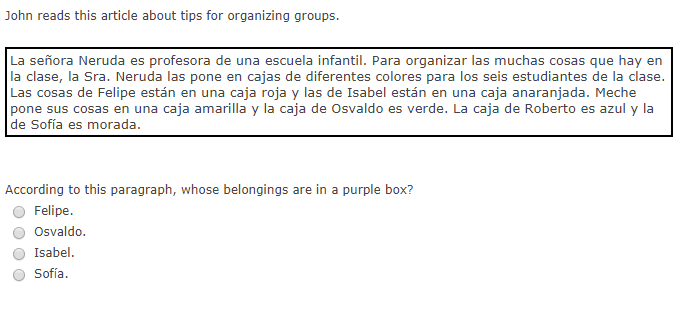 John reads this article about tips for organizing groups.
La señora Neruda es profesora de una escuela infantil. Para organizar las muchas cosas que hay en
la clase, la Sra. Neruda las pone en cajas de diferentes colores para los seis estudiantes de la clase.
Las cosas de Felipe están en una caja roja y las de Isabel están en una caja anaranjada. Meche
pone sus cosas en una caja amarilla y la caja de Osvaldo es verde. La caja de Roberto es azul y la
de Sofía es morada.
According to this paragraph, whose belongings are in a purple box?
Felipe.
Osvaldo.
Isabel.
Sofía.